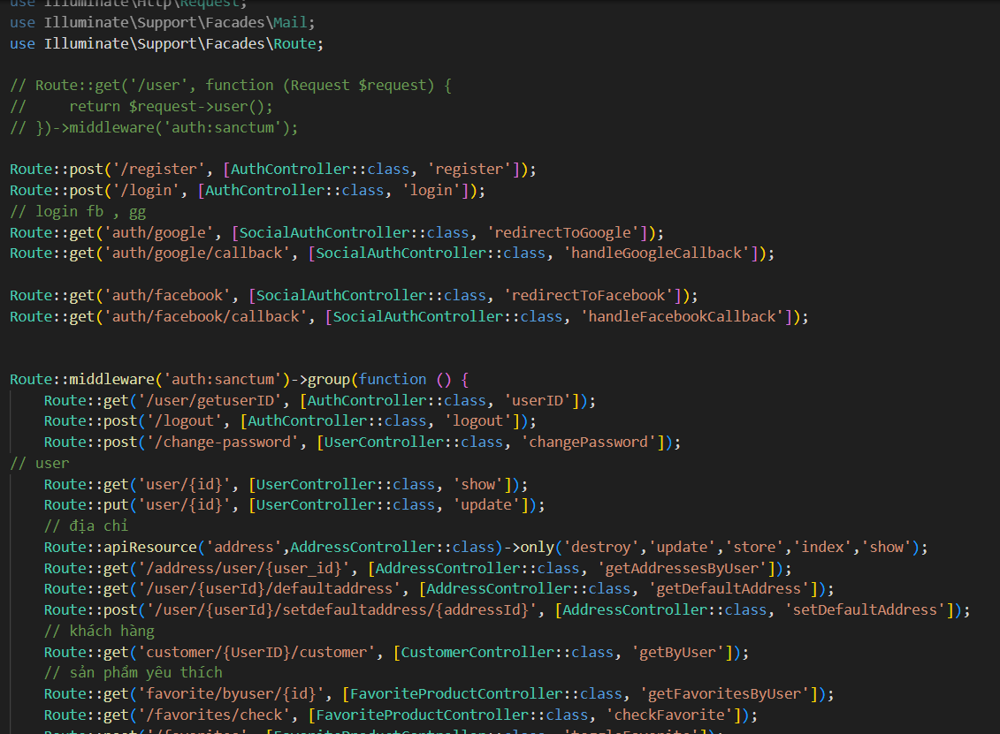 use Illuminate\Http\Request;
use Illuminate\Support\Facades\Mail;
use Illuminate\Support\Facades\Route;
// Route::get('/user', function (Request $request) {
//     return $request->user();
// })->middleware('auth:sanctum');
Route::post('/register', [AuthController::class, 'register']);
Route::post('/login', [AuthController::class, 'login']);
// login fb , gg
Route::get('auth/google', [SocialAuthController::class, 'redirectToGoogle']);
Route::get('auth/google/callback', [SocialAuthController::class, 'handleGoogleCallback']);
Route::get('auth/facebook', [SocialAuthController::class, 'redirectToFacebook']);
Route::get('auth/facebook/callback', [SocialAuthController::class, 'handleFacebookCallback']);
Route::middleware('auth:sanctum')->group(function () {
    Route::get('/user/getuserID', [AuthController::class, 'userID']);
    Route::post('/logout', [AuthController::class, 'logout']);
    Route::post('/change-password', [UserController::class, 'changePassword']);
// user
    Route::get('user/{id}', [UserController::class, 'show']);
    Route::put('user/{id}', [UserController::class, 'update']);
    // địa chỉ
    Route::apiResource('address',AddressController::class)->only('destroy','update','store','index','show');
    Route::get('/address/user/{user_id}', [AddressController::class, 'getAddressesByUser']);
    Route::get('/user/{userId}/defaultaddress', [AddressController::class, 'getDefaultAddress']);
    Route::post('/user/{userId}/setdefaultaddress/{addressId}', [AddressController::class, 'setDefaultAddress']);
    // khách hàng
    Route::get('customer/{UserID}/customer', [CustomerController::class, 'getByUser']);
    // sản phẩm yêu thích
    Route::get('favorite/byuser/{id}', [FavoriteProductController::class, 'getFavoritesByUser']);
    Route::get('/favorites/check', [FavoriteProductController::class, 'checkFavorite']);
    Route::post('/favorites', [FavoriteProductController::class, 'toggleFavorite']);